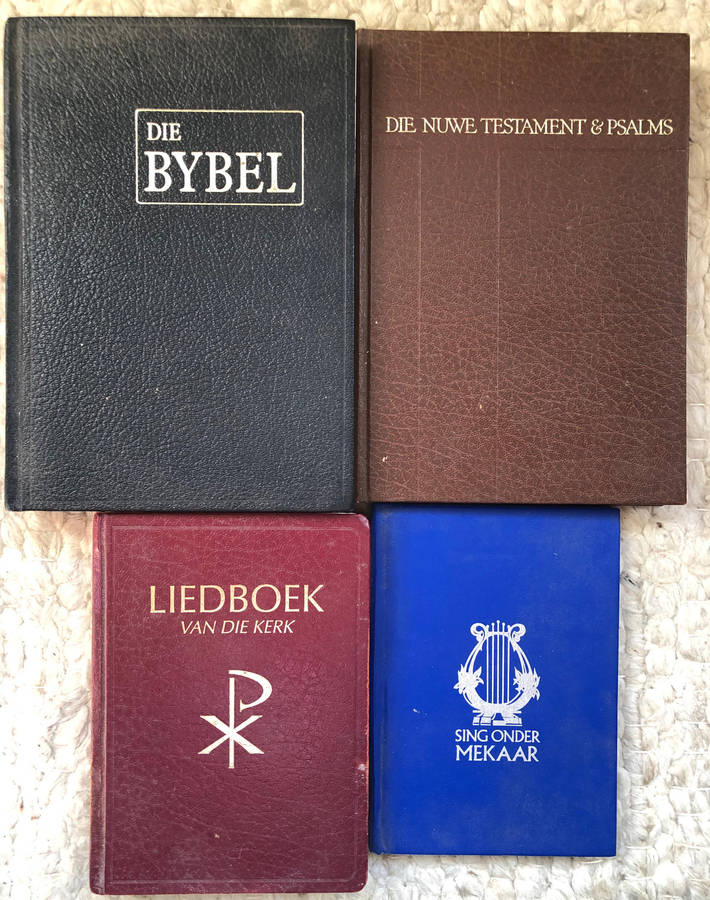 DIE
BYBEL
DIE NUWE TESTAMENT & PSALMS
LIEDBOEK
VAN DIE KERK
SING ONDER
MEKAAR